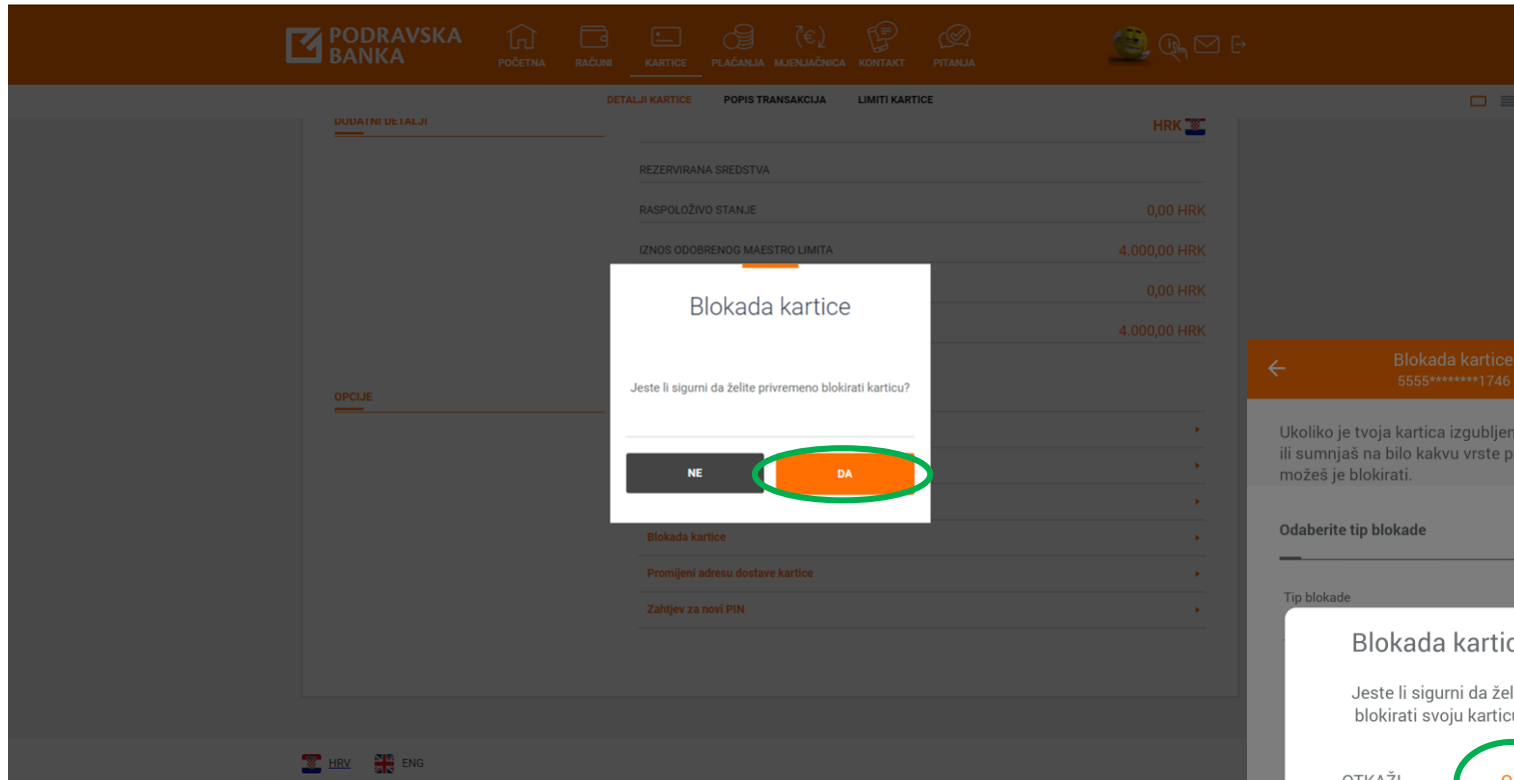 PODRAVSKA
BANKA
POČETNA RAČUNI KARTICE PLAĆANJA MJENJAČNICA KONTAKT PITANJA
DETALJI KARTICE POPIS TRANSAKCIJA LIMITI KARTICE
DODATNI DETALJI
HRK
REZERVIRANA SREDSTVA
RASPOLOŽIVO STANJE 0,00 HRK
IZNOS ODOBRENOG MAESTRO LIMITA 4.000,00 HRK
0,00 HRK
4.000,00 HRK
Blokada kartice
Jeste li sigurni da želite privremeno blokirati karticu?
NE DA
OPCIJE
Blokada kartice
Promijeni adresu dostave kartice
Zahtjev za novi PIN
HRV ENG
Blokada kartice
5555********1746
Ukoliko je tvoja kartica
ili sumnjaš na bilo kakvu vrste
možeš je blokirati.
Odaberite tip blokade
Tip blokade
Blokada
Jeste li sigurni da
blokirati svoju
OTKAŽI